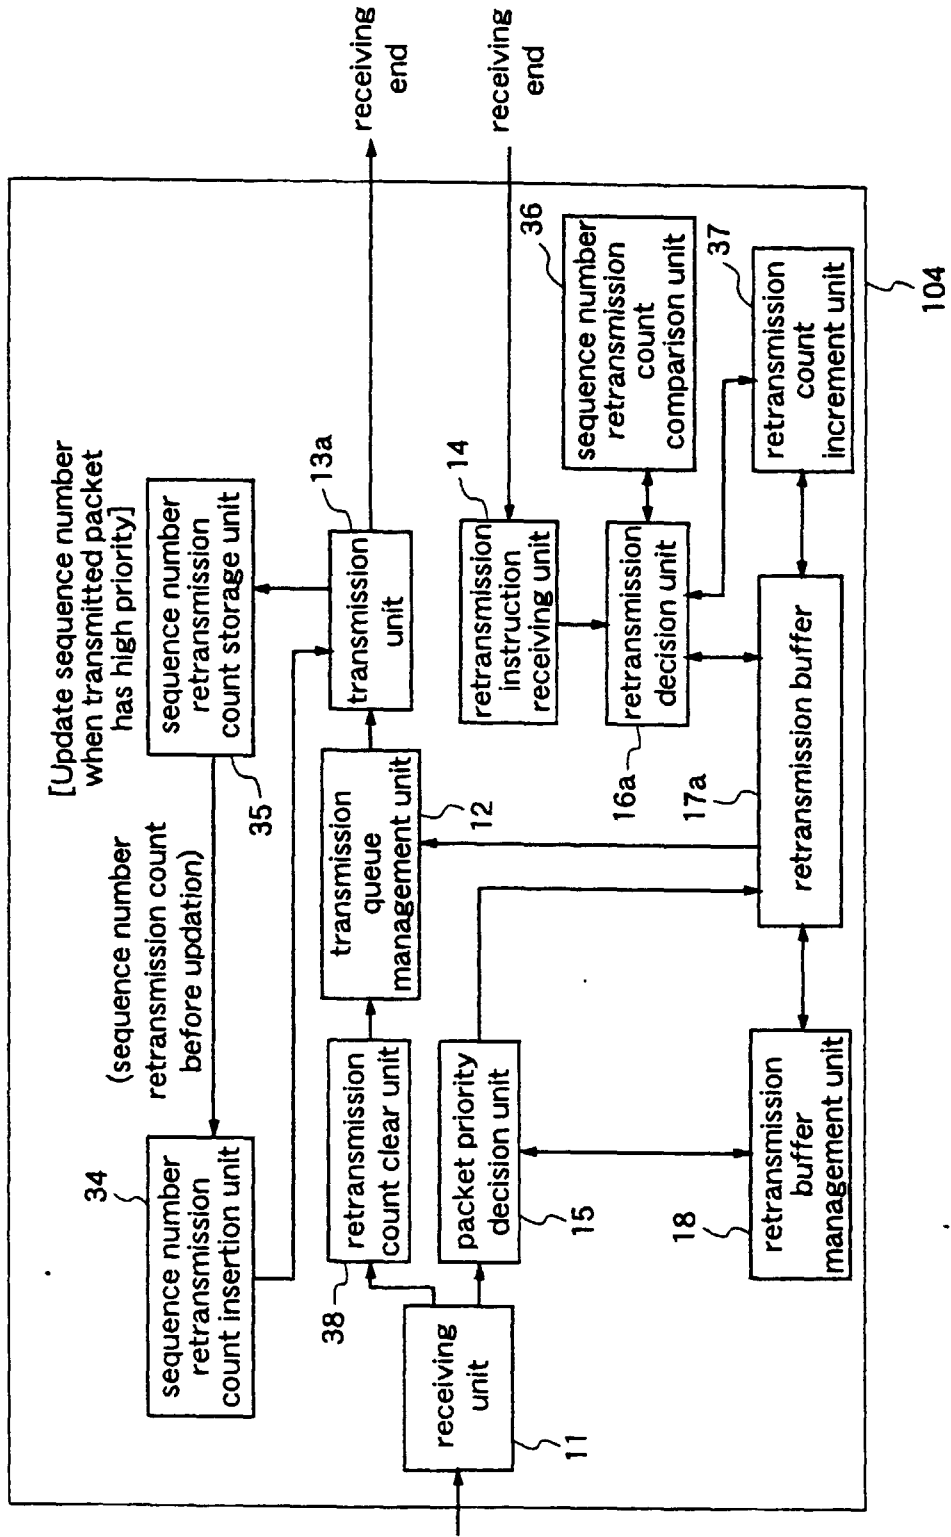 [Update sequence number
when transmitted packet
has high priority]
(sequence number
retransmission count
before updation)
34
sequence number
retransmission
count insertion unit
35
sequence number
retransmission
count storage unit
38
retransmission
count clear unit
transmission
queue
management unit
12
13a
transmission
unit
receiving
end
receiving
unit
11
packet priority
decision unit
15
14
retransmission
instruction
receiving unit
receiving
end
16a
retransmission
decision unit
36
sequence number
retransmission
count
comparison unit
18
retransmission
buffer
management unit
17a
retransmission buffer
37
retransmission
count
increment unit
104